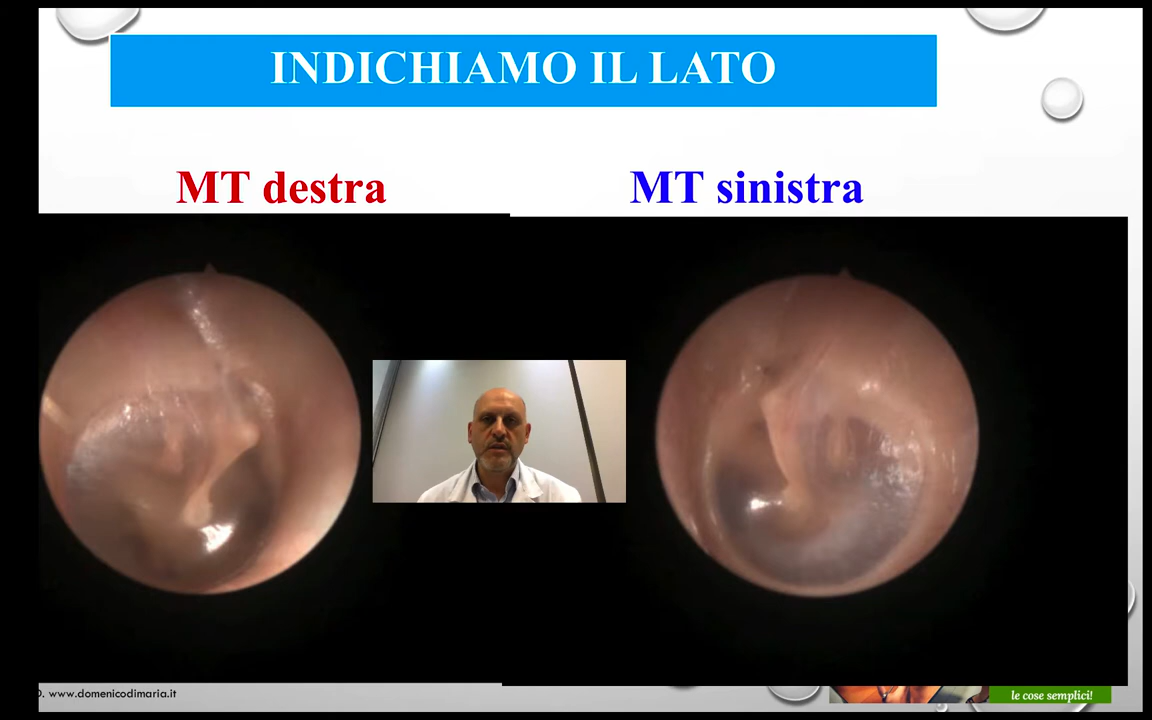 INDICHIAMO IL LATO
MT destra
MT sinistra
. www.domenicodimaria.it
le cose semplici!